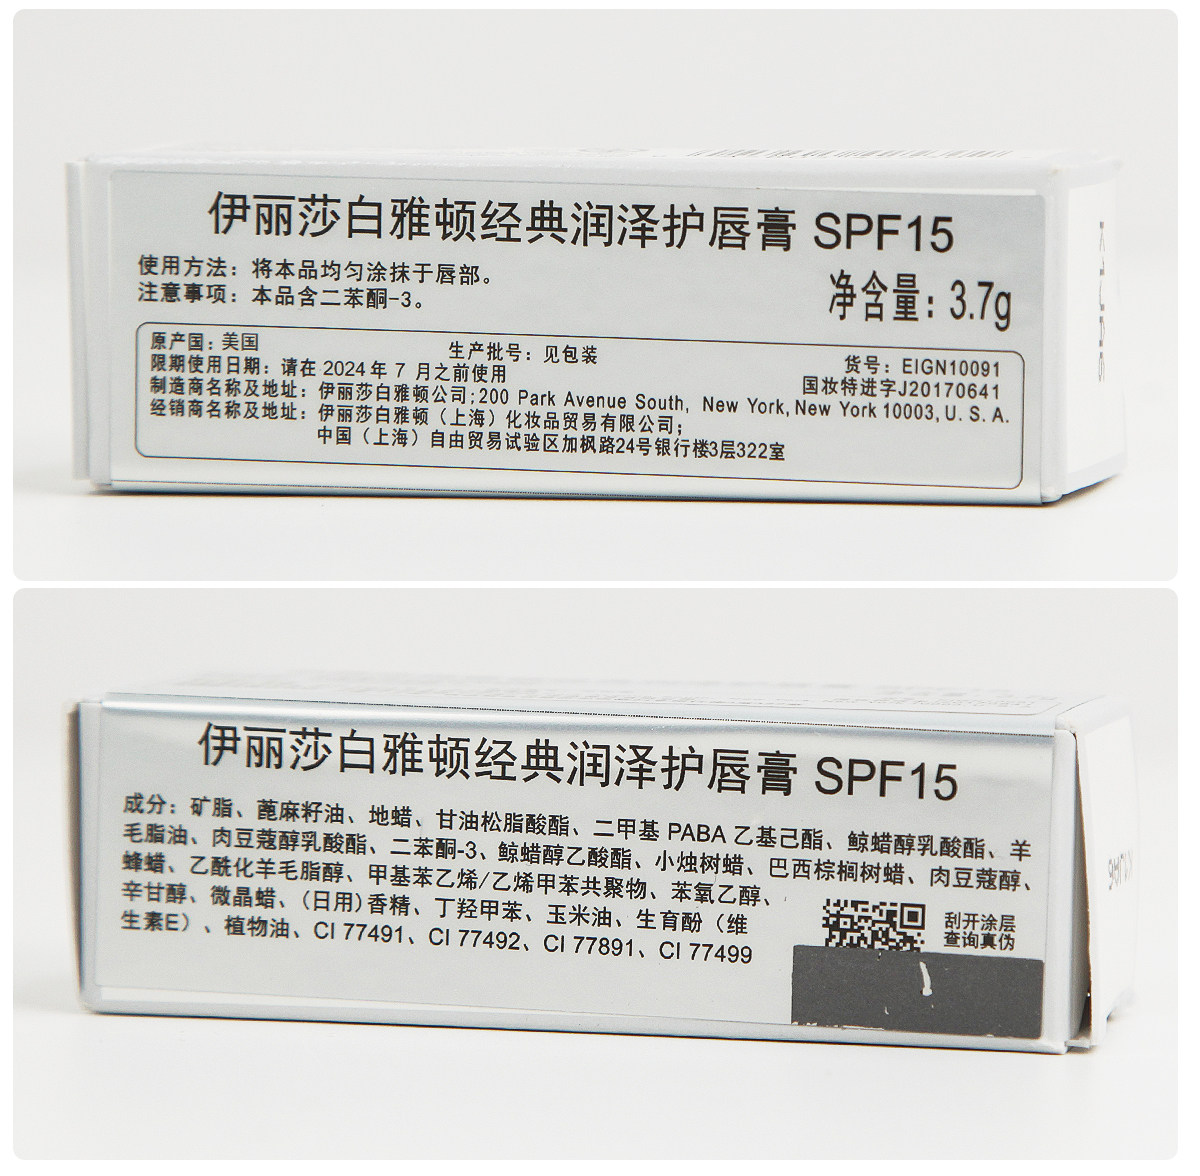 伊丽莎白雅顿经典润泽护唇膏 SPF15
使用方法：将本品均匀涂抹于唇部。
注意事项：本品含二苯酮-3。
净含量：3.7g
原产国：美国
生产批号：见包装
货号：EIGN10091
限期使用日期：请在 2024 年 7 月之前使用
国妆特进字J20170641
制造商名称及地址：伊丽莎白雅顿公司；200 Park Avenue South, New York, New York 10003, U. S. A.
经销商名称及地址：伊丽莎白雅顿（上海）化妆品贸易有限公司；
中国（上海）自由贸易试验区加枫路24号银行楼3层322室
伊丽莎白雅顿经典润泽护唇膏 SPF15
成分：矿脂、蓖麻籽油、地蜡、甘油松脂酸酯、二甲基 PABA 乙基己酯、鲸蜡醇乳酸酯、羊
毛脂油、肉豆蔻醇乳酸酯、二苯酮-3、鲸蜡醇乙酸酯、小烛树蜡、巴西棕榈树蜡、肉豆蔻醇、
蜂蜡、乙酰化羊毛脂醇、甲基苯乙烯/乙烯甲苯共聚物、苯氧乙醇、
辛甘醇、微晶蜡、（日用）香精、丁羟甲苯、玉米油、生育酚（维
生素E）、植物油、CI 77491、CI 77492、CI 77891、CI 77499
刮开涂层
查询真伪